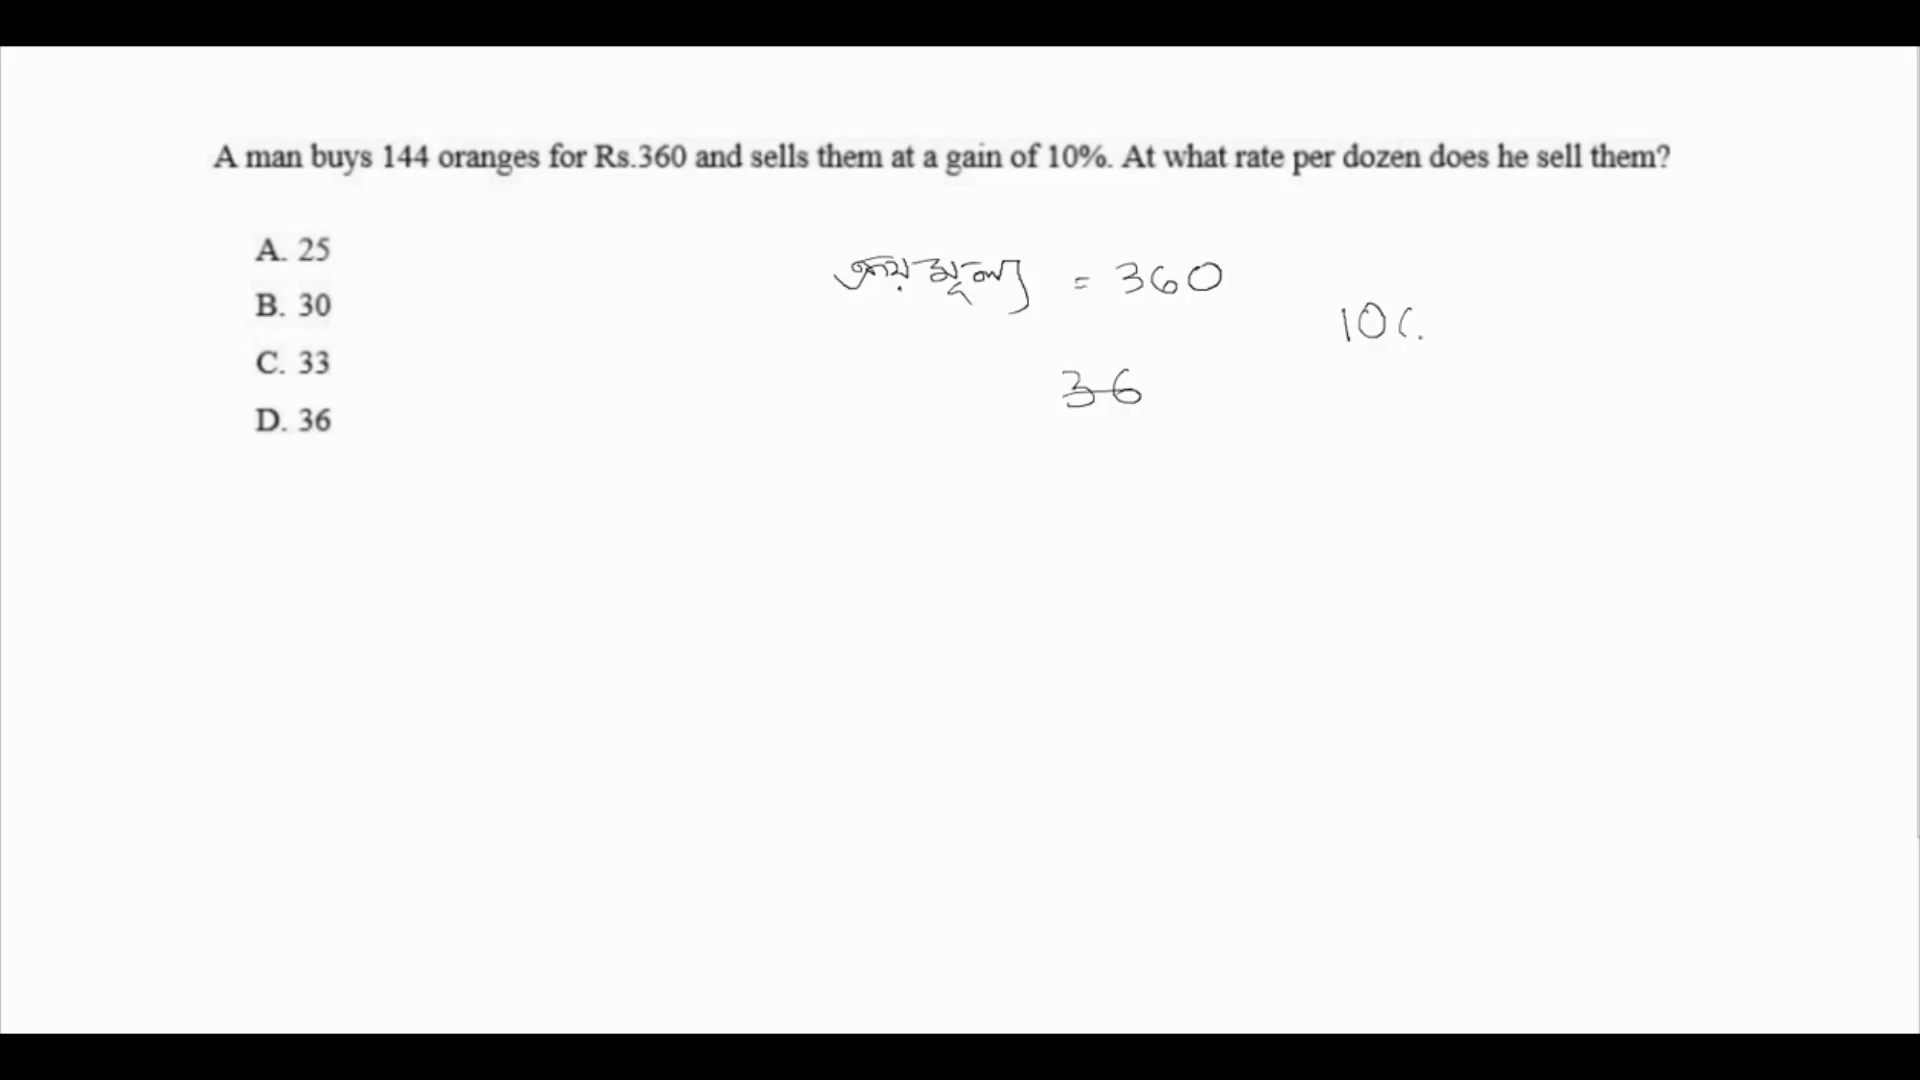 A man buys 144 oranges for Rs.360 and sells them at a gain of 10%. At what rate per dozen does he sell them?
A. 25
B. 30
C. 33
D. 36
ক্রয়মূল্য = 360
10%
36